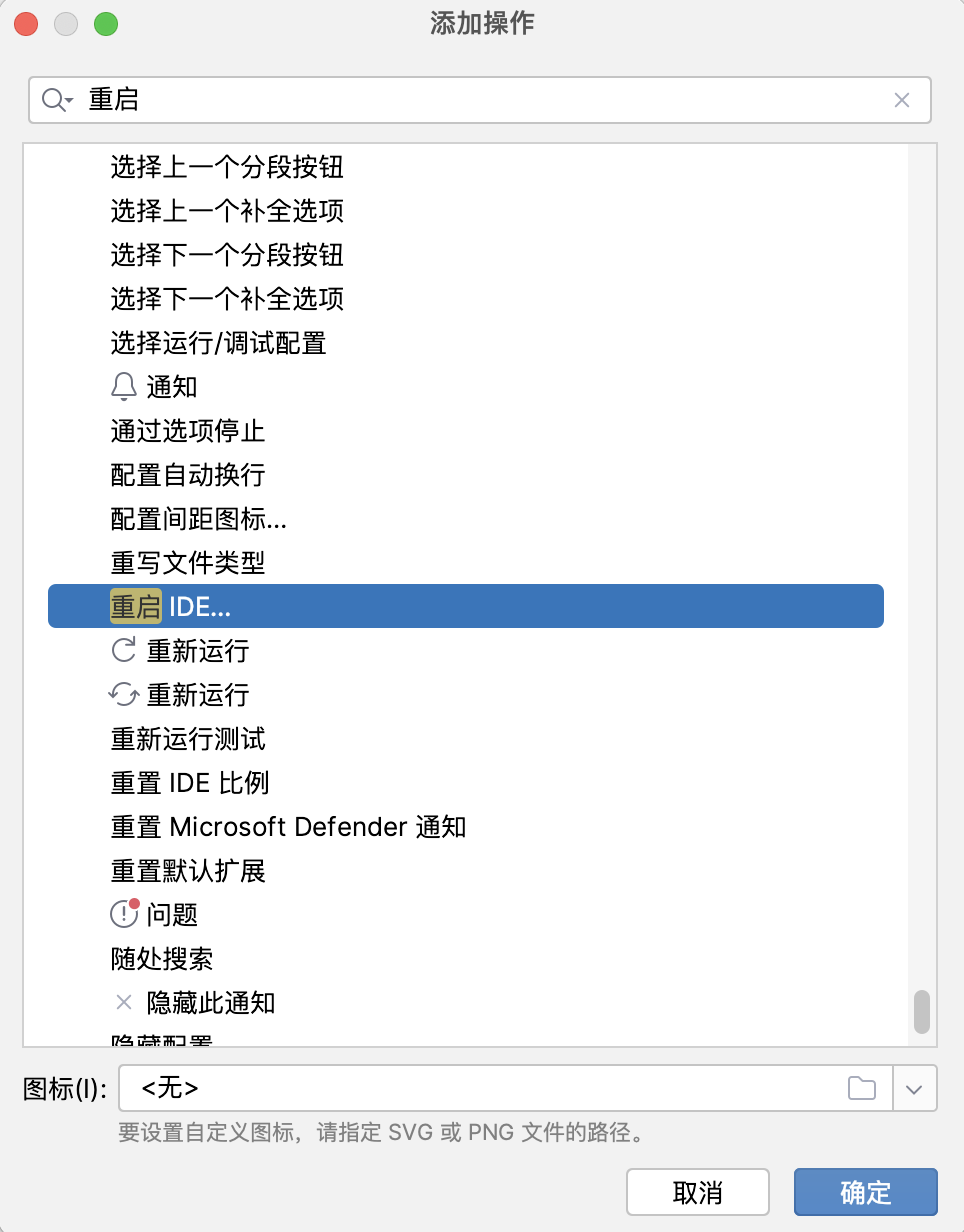 添加操作
重启
选择上一个分段按钮
选择上一个补全选项
选择下一个分段按钮
选择下一个补全选项
选择运行/调试配置
通知
通过选项停止
配置自动换行
配置间距图标...
重写文件类型
重启 IDE...
重新运行
重新运行
重新运行测试
重置 IDE 比例
重置 Microsoft Defender 通知
重置默认扩展
问题
随处搜索
隐藏此通知
隐藏配置
图标(I): <无>
要设置自定义图标，请指定 SVG 或 PNG 文件的路径。
取消 确定